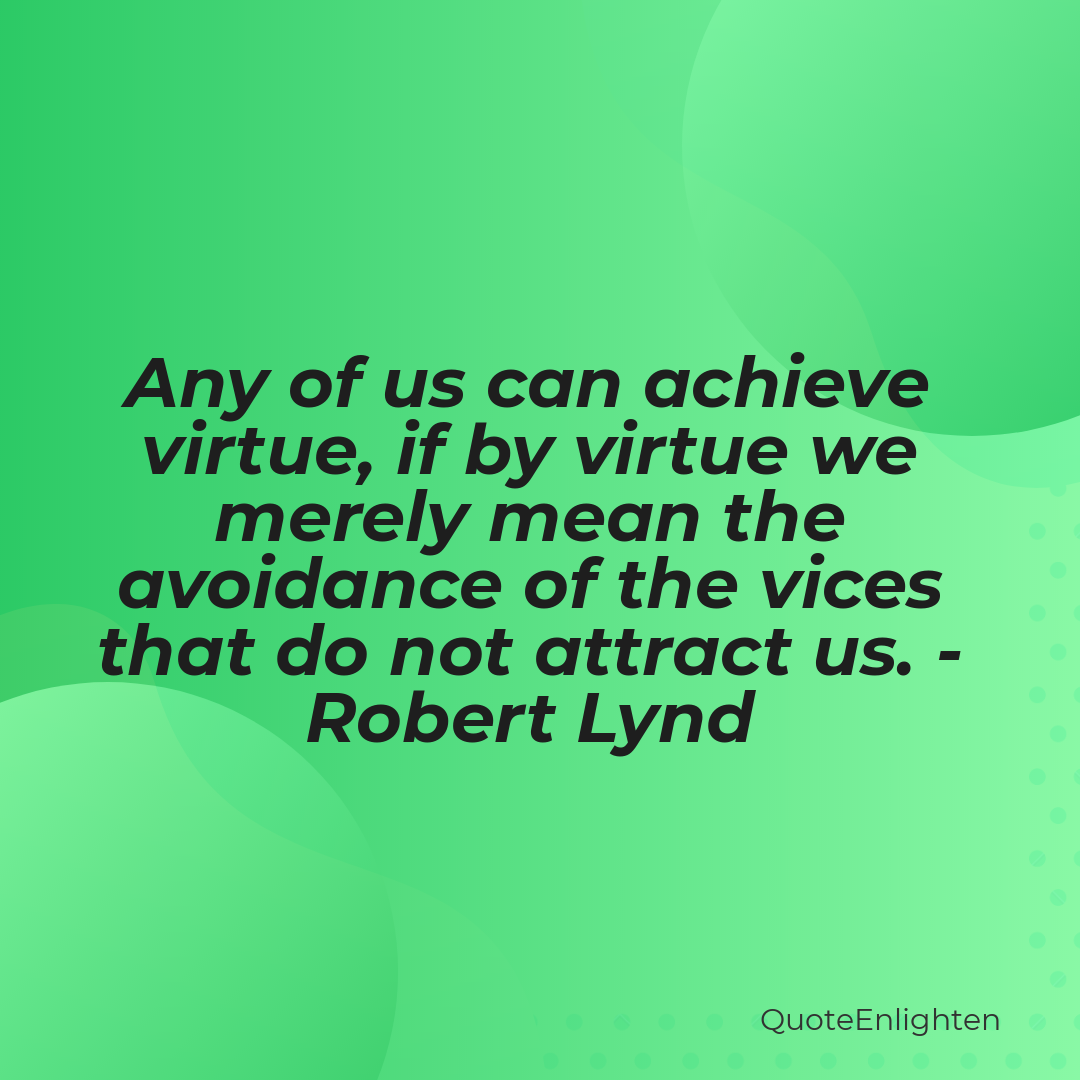 Any of us can achieve
virtue, if by virtue we
merely mean the
avoidance of the vices
that do not attract us. -
Robert Lynd
QuoteEnlighten